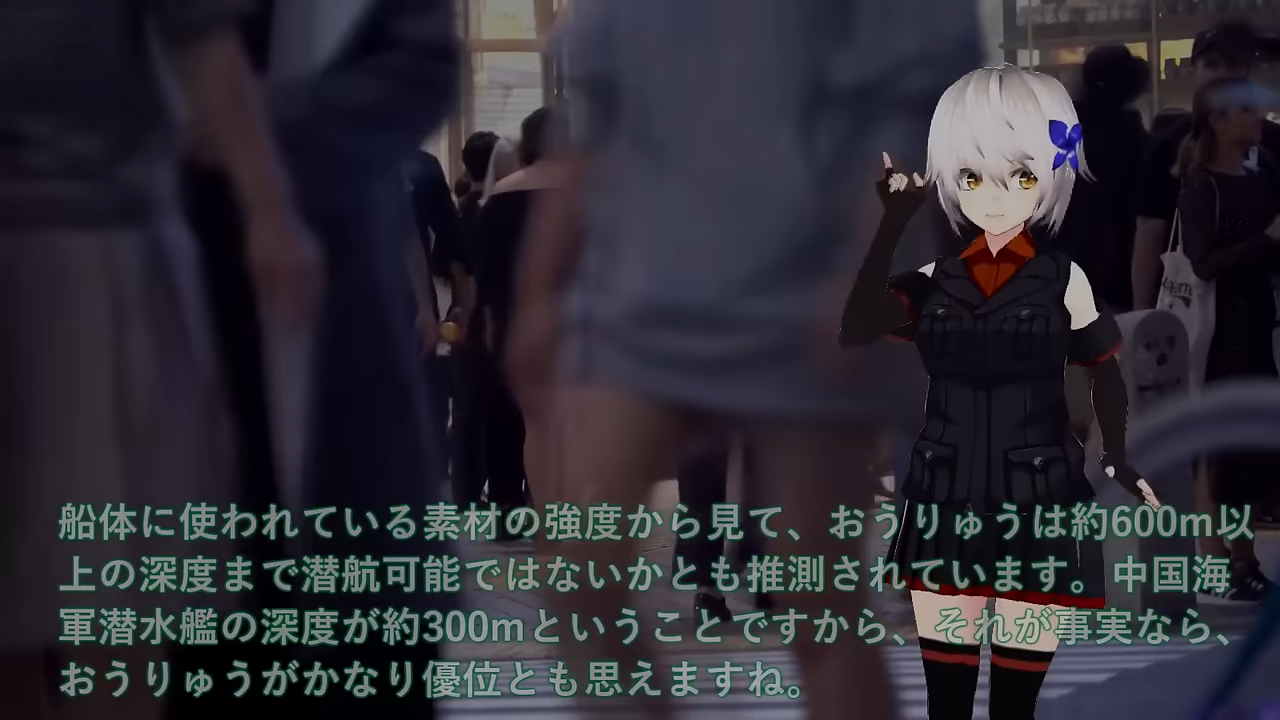 船体に使われている素材の強度から見て、おうりゅうは約600m以
上の深度まで潜航可能ではないかとも推測されています。中国海
軍潜水艦の深度が約300mということですから、それが事実なら、
おうりゅうがかなり優位とも思えますね。